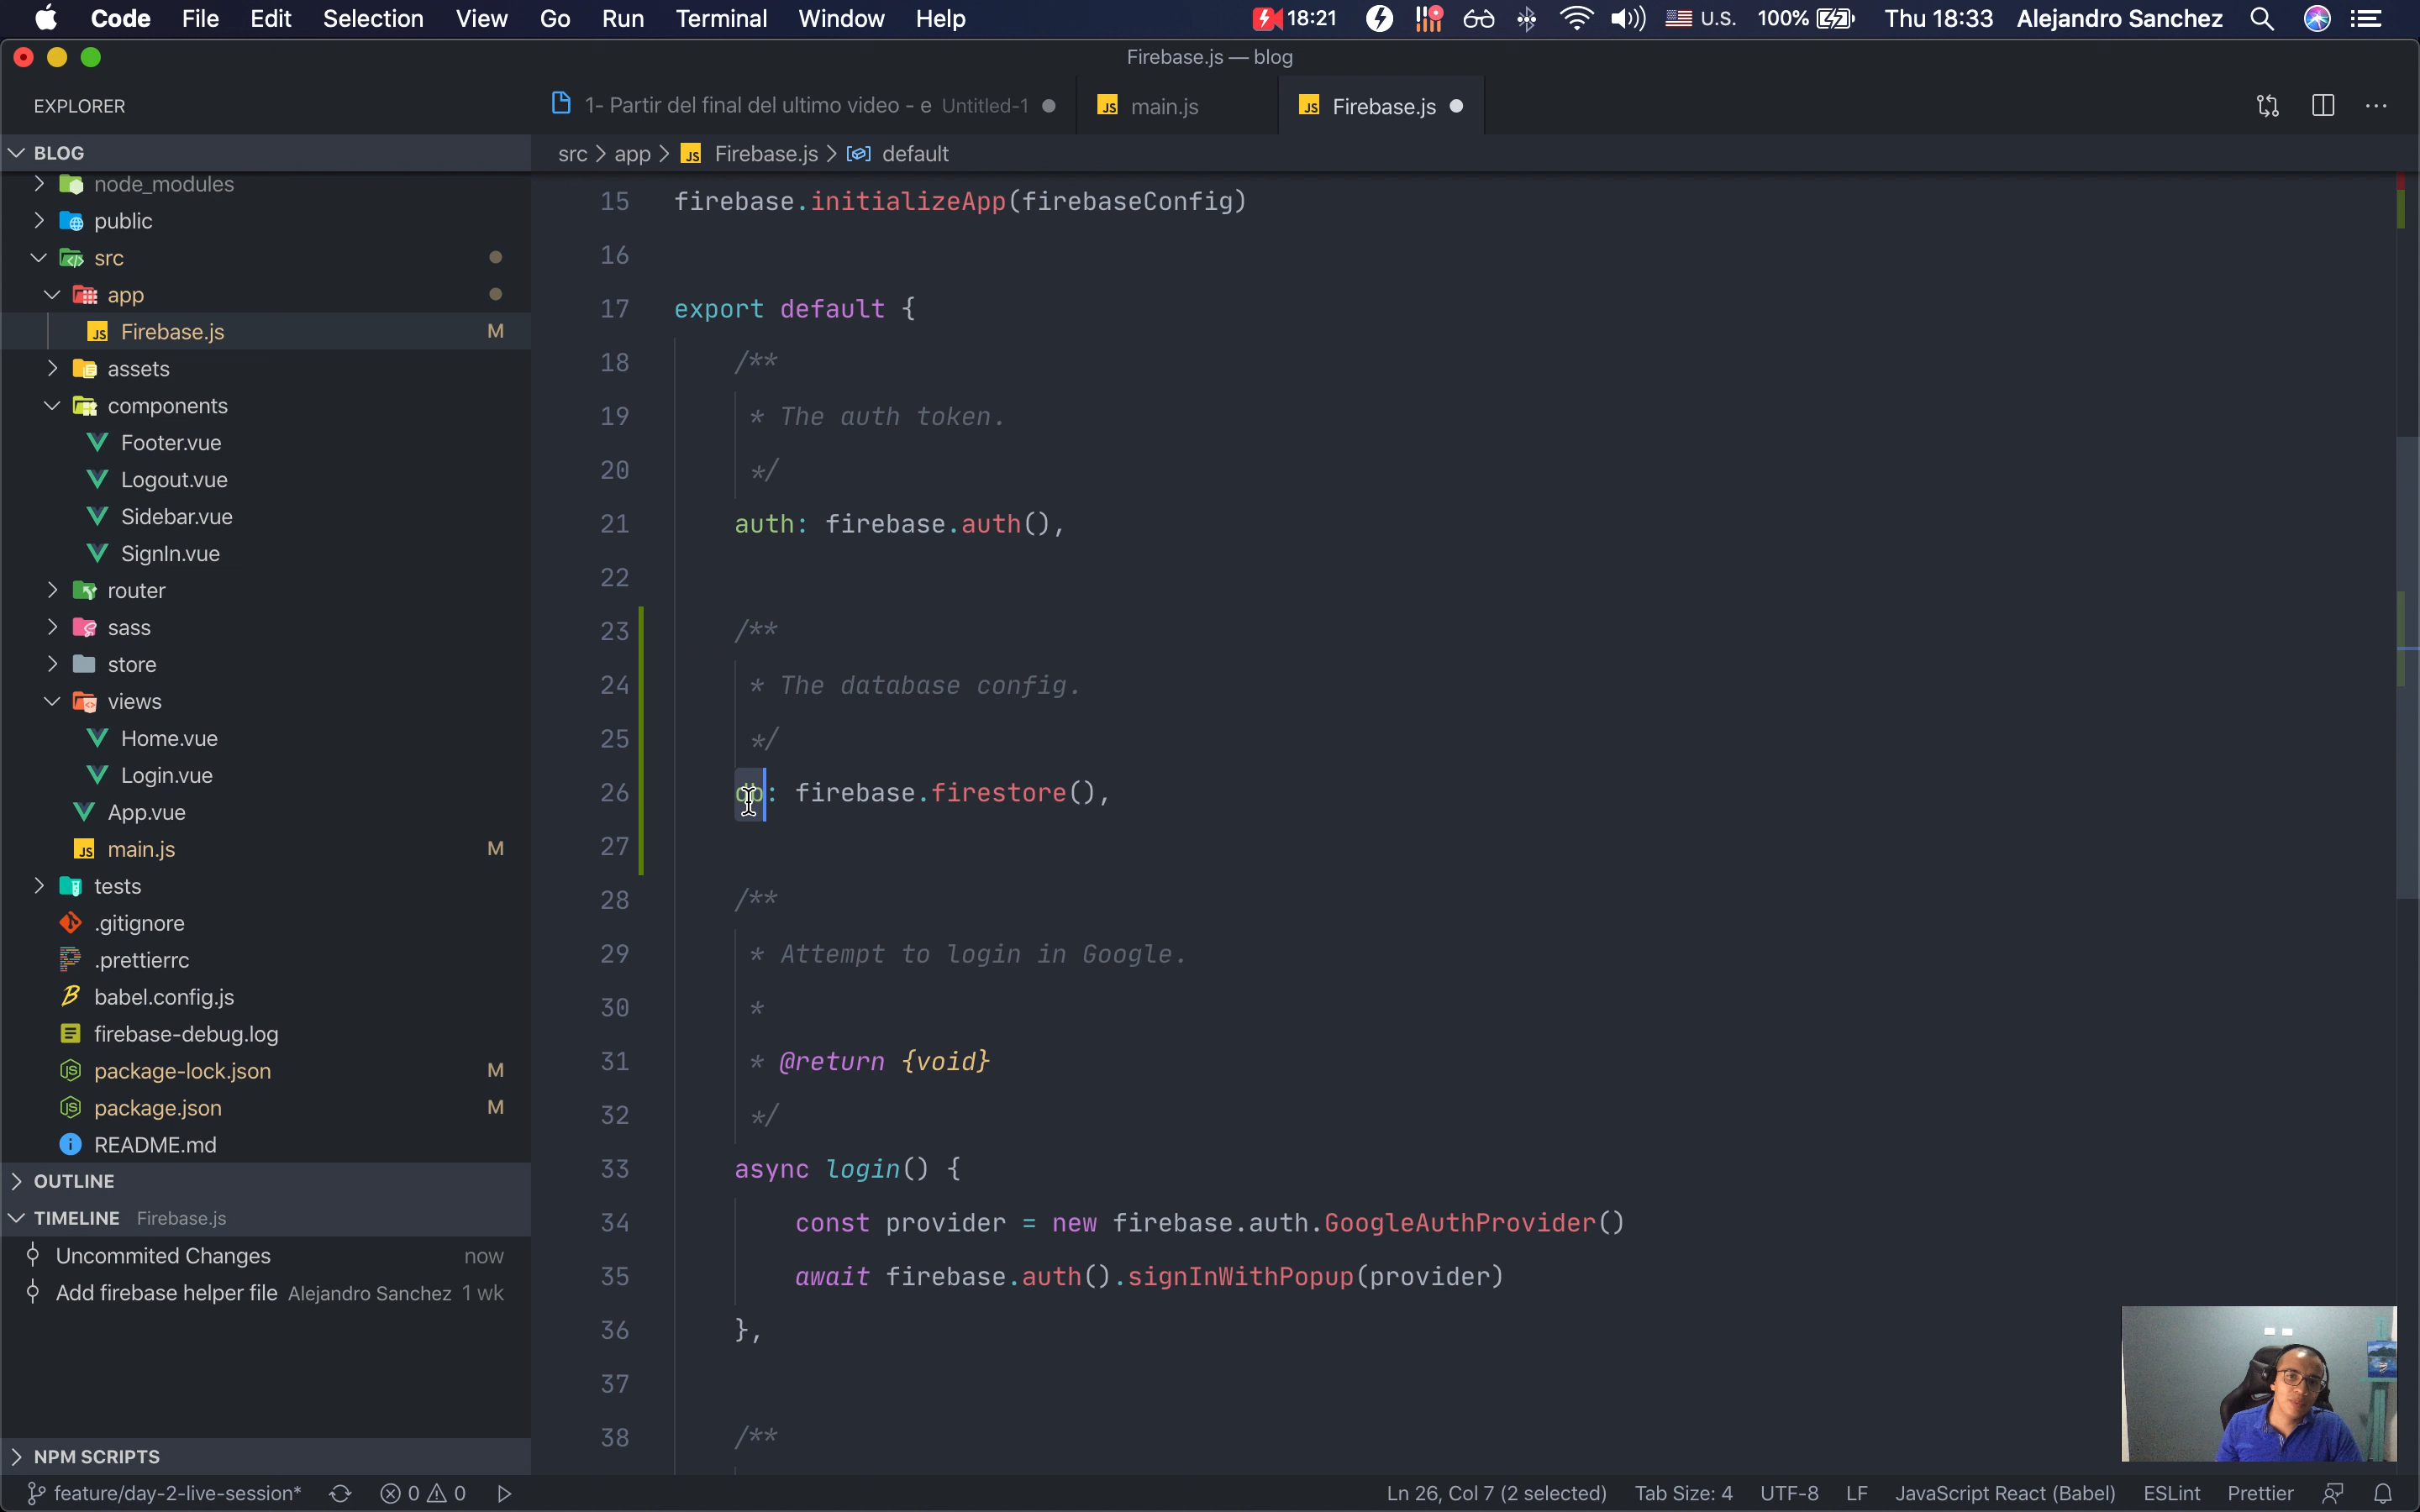 Code File Edit Selection View Go Run Terminal Window Help 18:21 U.S. 100% Thu 18:33 Alejandro Sanchez
Firebase.js — blog
EXPLORER
1- Partir del final del ultimo video - e Untitled-1
main.js
Firebase.js
BLOG
src > app > Firebase.js > default
node_modules
public
src
app
Firebase.js M
assets
components
Footer.vue
Logout.vue
Sidebar.vue
SignIn.vue
router
sass
store
views
Home.vue
Login.vue
App.vue
main.js M
tests
.gitignore
.prettierrc
babel.config.js
firebase-debug.log
package-lock.json M
package.json M
README.md
OUTLINE
TIMELINE Firebase.js
Uncommited Changes now
Add firebase helper file Alejandro Sanchez 1 wk
NPM SCRIPTS
15 firebase.initializeApp(firebaseConfig)
16
17 export default {
18 /**
19 * The auth token.
20 */
21 auth: firebase.auth(),
22
23 /**
24 * The database config.
25 */
26 db: firebase.firestore(),
27
28 /**
29 * Attempt to login in Google.
30 *
31 * @return {void}
32 */
33 async login() {
34 const provider = new firebase.auth.GoogleAuthProvider()
35 await firebase.auth().signInWithPopup(provider)
36 },
37
38 /**
feature/day-2-live-session* 0 0 Ln 26, Col 7 (2 selected) Tab Size: 4 UTF-8 LF JavaScript React (Babel) ESLint Prettier